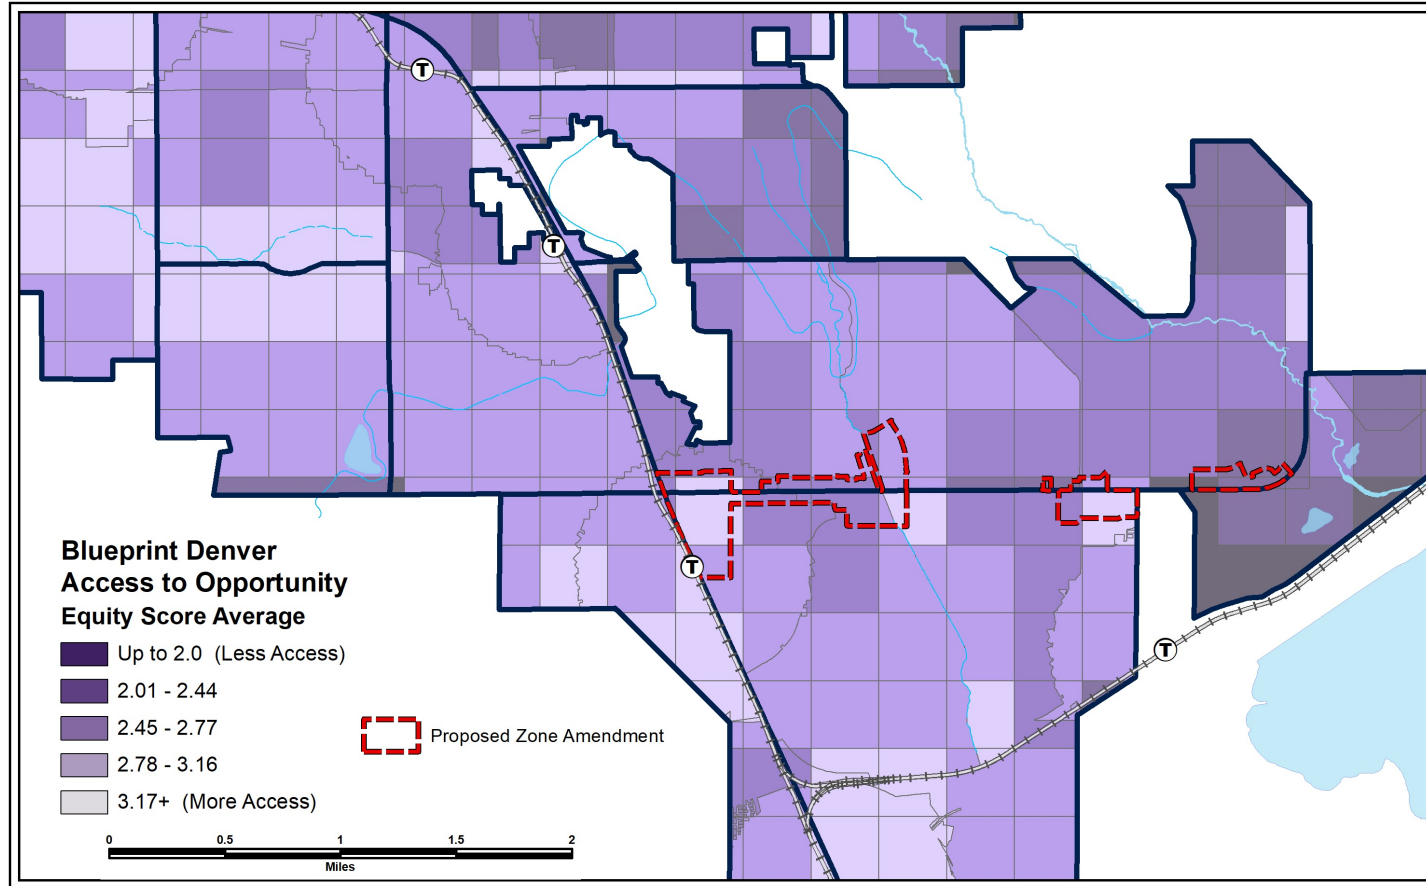 T
T
T
T
Blueprint Denver
Access to Opportunity
Equity Score Average
Up to 2.0 (Less Access)
2.01 - 2.44
2.45 - 2.77
2.78 - 3.16
3.17+ (More Access)
Proposed Zone Amendment
0 0.5 1 1.5 2
Miles